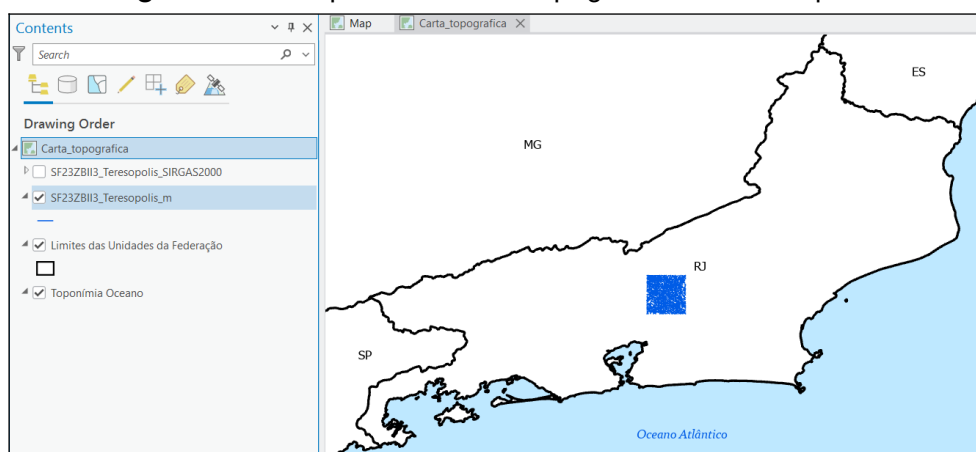 Contents
Search
Drawing Order
Carta_topografica
SF23ZBII3_Teresopolis_SIRGAS2000
SF23ZBII3_Teresopolis_m
Limites das Unidades da Federação
Toponímia Oceano
Map
Carta_topografica
ES
MG
RJ
SP
Oceano Atlântico